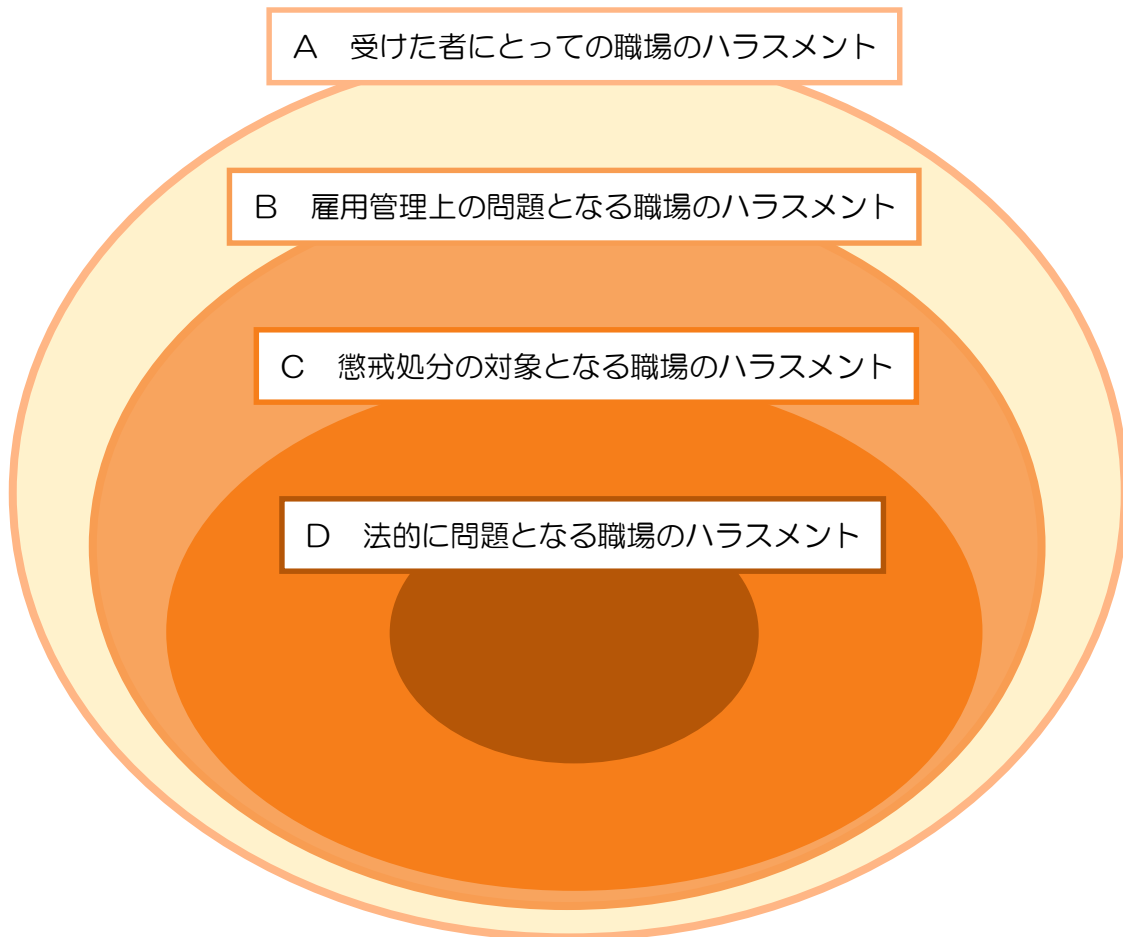 A　受けた者にとっての職場のハラスメント
B　雇用管理上の問題となる職場のハラスメント
C　懲戒処分の対象となる職場のハラスメント
D　法的に問題となる職場のハラスメント